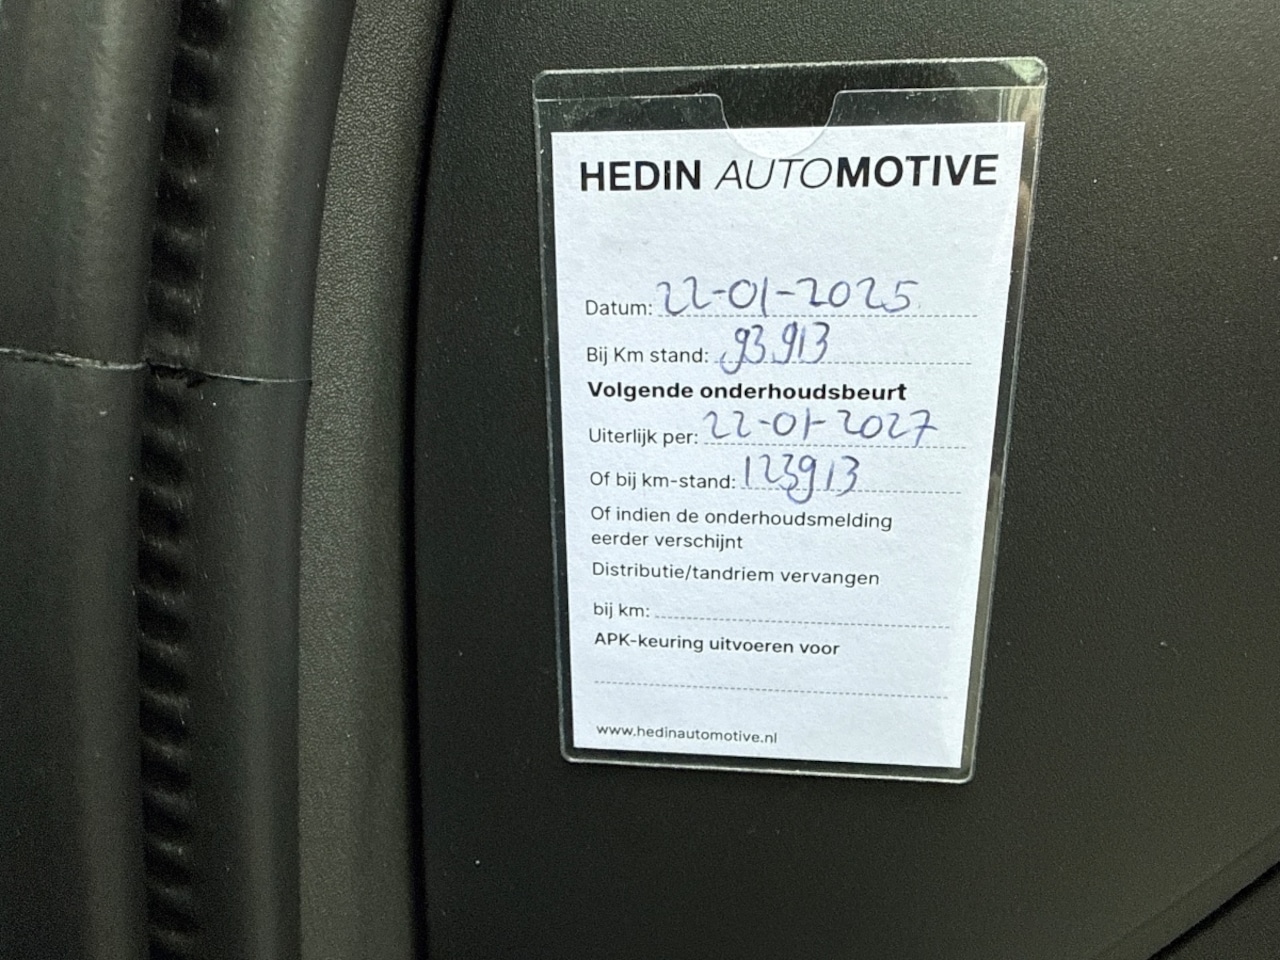 HEDIN AUTOMOTIVE
Datum: 22-01-2025
Bij Km stand: 93.913
Volgende onderhoudsbeurt
Uiterlijk per: 22-01-2027
Of bij km-stand: 123913
Of indien de onderhoudsmelding
eerder verschijnt
Distributie/tandriem vervangen
bij km:
APK-keuring uitvoeren voor
www.hedinautomotive.nl